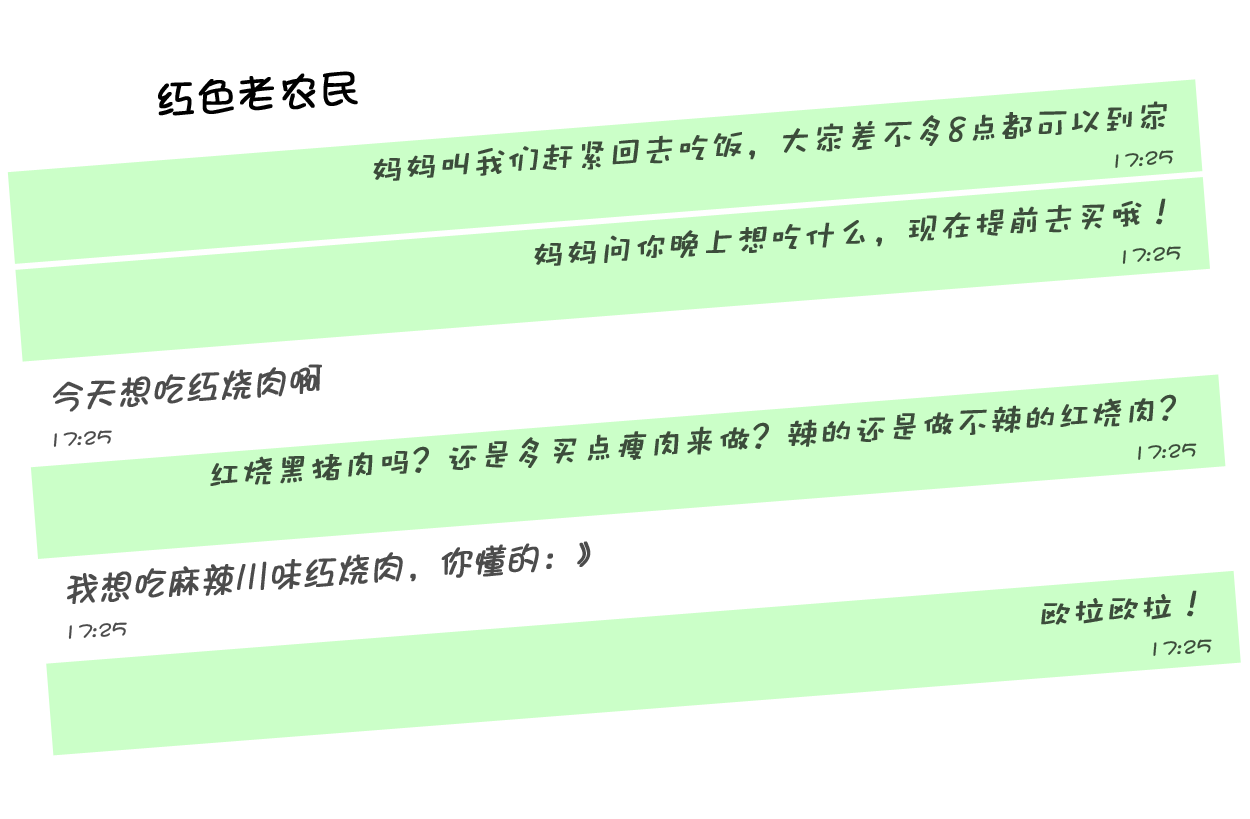 红色老农民
妈妈叫我们赶紧回去吃饭，大家差不多8点都可以到家
17:25
妈妈问你晚上想吃什么，现在提前去买哦！
17:25
今天想吃红烧肉啊
17:25
红烧黑猪肉吗？还是多买点瘦肉来做？辣的还是做不辣的红烧肉？
17:25
我想吃麻辣川味红烧肉，你懂的：》
17:25
欧拉欧拉！
17:25